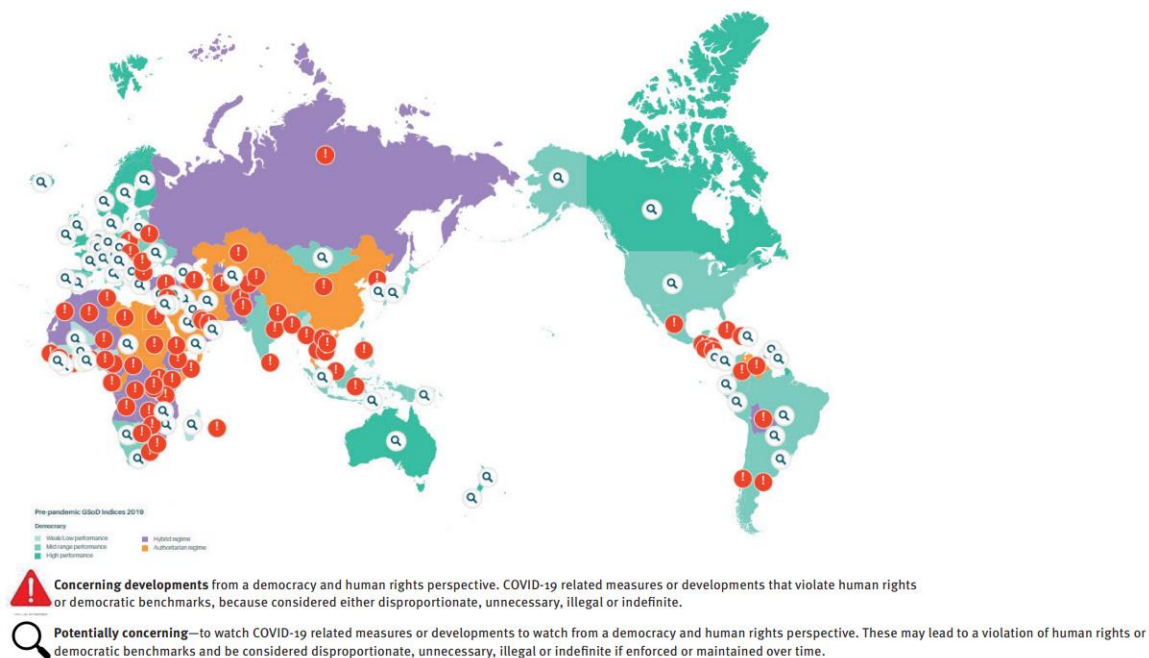 Pre-pandemic GSoD Indices 2019
Democracy
Weak/Low performance
Mid-range performance
High performance
Hybrid regime
Authoritarian regime
Concerning developments from a democracy and human rights perspective. COVID-19 related measures or developments that violate human rights
or democratic benchmarks, because considered either disproportionate, unnecessary, illegal or indefinite.
Potentially concerning—to watch COVID-19 related measures or developments to watch from a democracy and human rights perspective. These may lead to a violation of human rights or
democratic benchmarks and be considered disproportionate, unnecessary, illegal or indefinite if enforced or maintained over time.